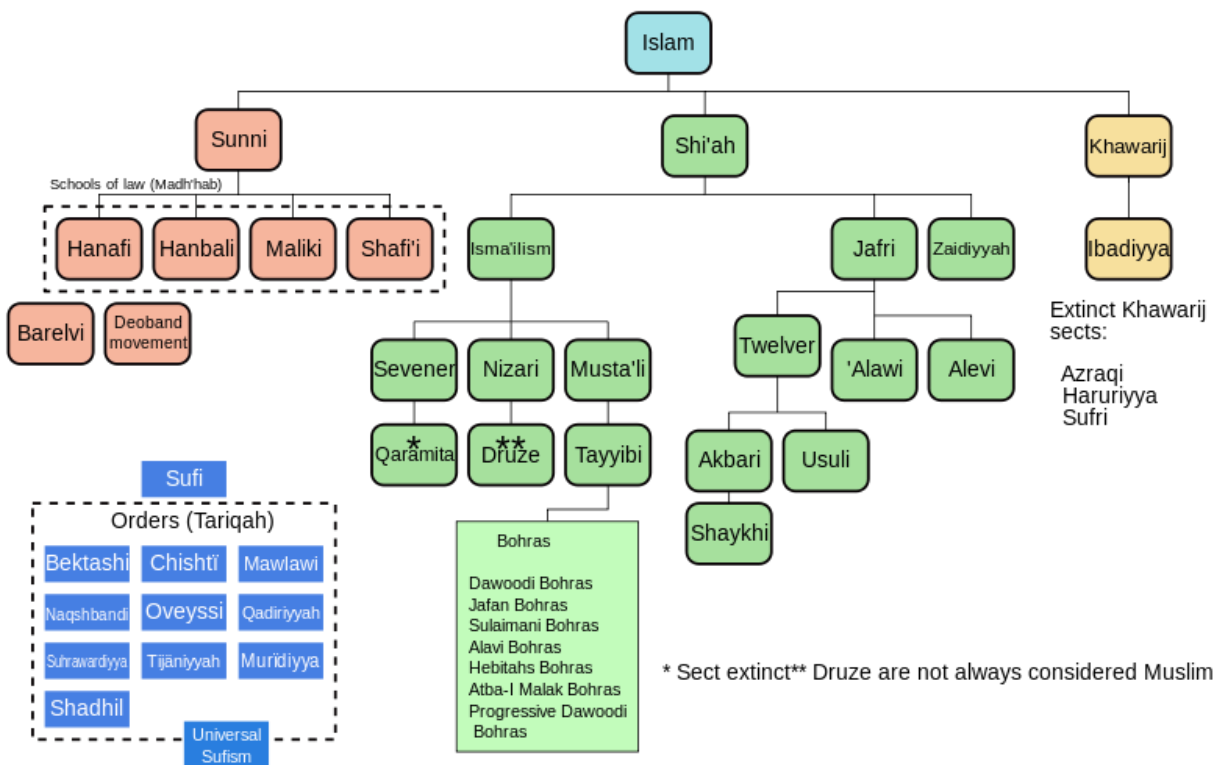 Islam
Sunni
Shi'ah
Khawarij
Schools of law (Madh'hab)
Hanafi
Hanbali
Maliki
Shafi'i
Isma'ilism
Jafri
Zaidiyyah
Ibadiyya
Barelvi
Deoband
movement
Extinct Khawarij
sects:
Azraqi
Haruriyya
Sufri
Sevener
Nizari
Musta'li
Twelver
'Alawi
Alevi
*
Qaramita
**
Druze
Tayyibi
Akbari
Usuli
Shaykhi
Sufi
Orders (Tariqah)
Bektashi
Chishtï
Mawlawi
Naqshbandi
Oveyssi
Qadiriyyah
Suhrawardiyya
Tijäniyyah
Murïdiyya
Shadhil
Universal
Sufism
Bohras
Dawoodi Bohras
Jafan Bohras
Sulaimani Bohras
Alavi Bohras
Hebitahs Bohras
Atba-I Malak Bohras
Progressive Dawoodi
Bohras
* Sect extinct** Druze are not always considered Muslim